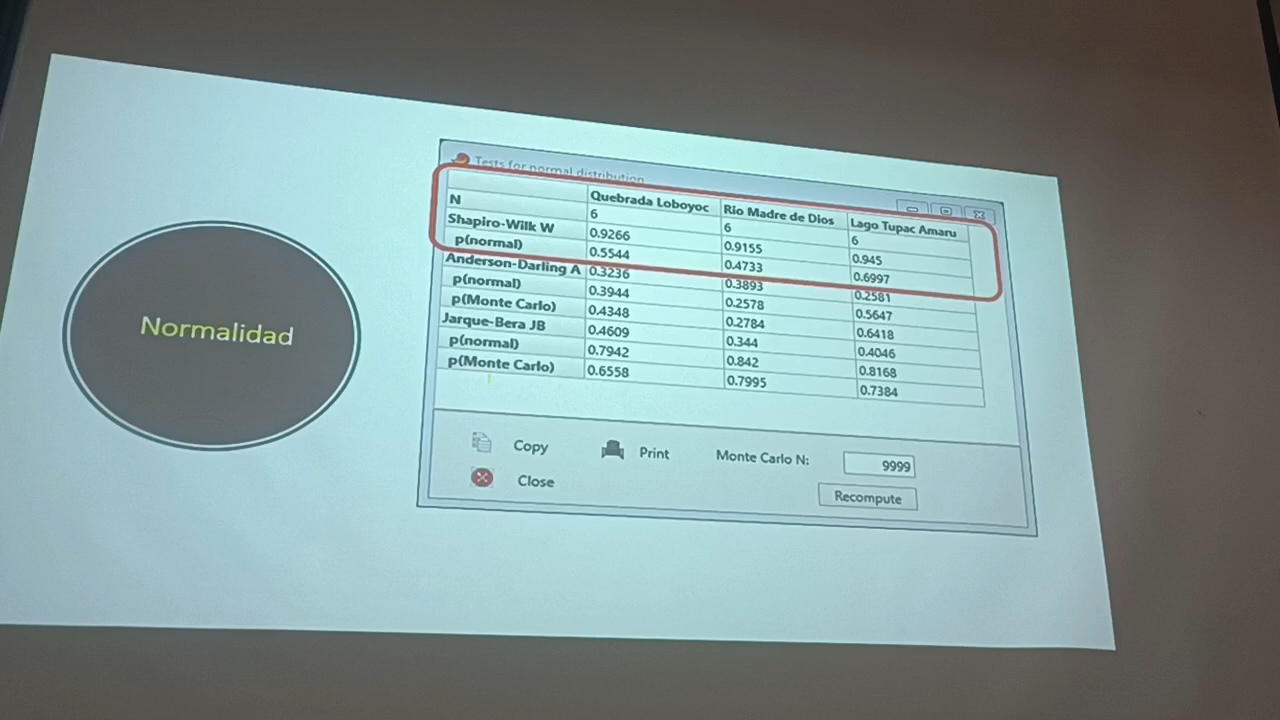 Normalidad
Tests for normal distribution
Quebrada Loboyoc Rio Madre de Dios Lago Tupac Amaru
N 6 6 6
Shapiro-Wilk W 0.9266 0.9155 0.945
p(normal) 0.5544 0.4733 0.6997
Anderson-Darling A 0.3236 0.3893 0.2581
p(normal) 0.3944 0.2578 0.5647
p(Monte Carlo) 0.4348 0.2784 0.6418
Jarque-Bera JB 0.4609 0.344 0.4046
p(normal) 0.7942 0.842 0.8168
p(Monte Carlo) 0.6558 0.7995 0.7384
Copy Print Monte Carlo N: 9999
Close Recompute